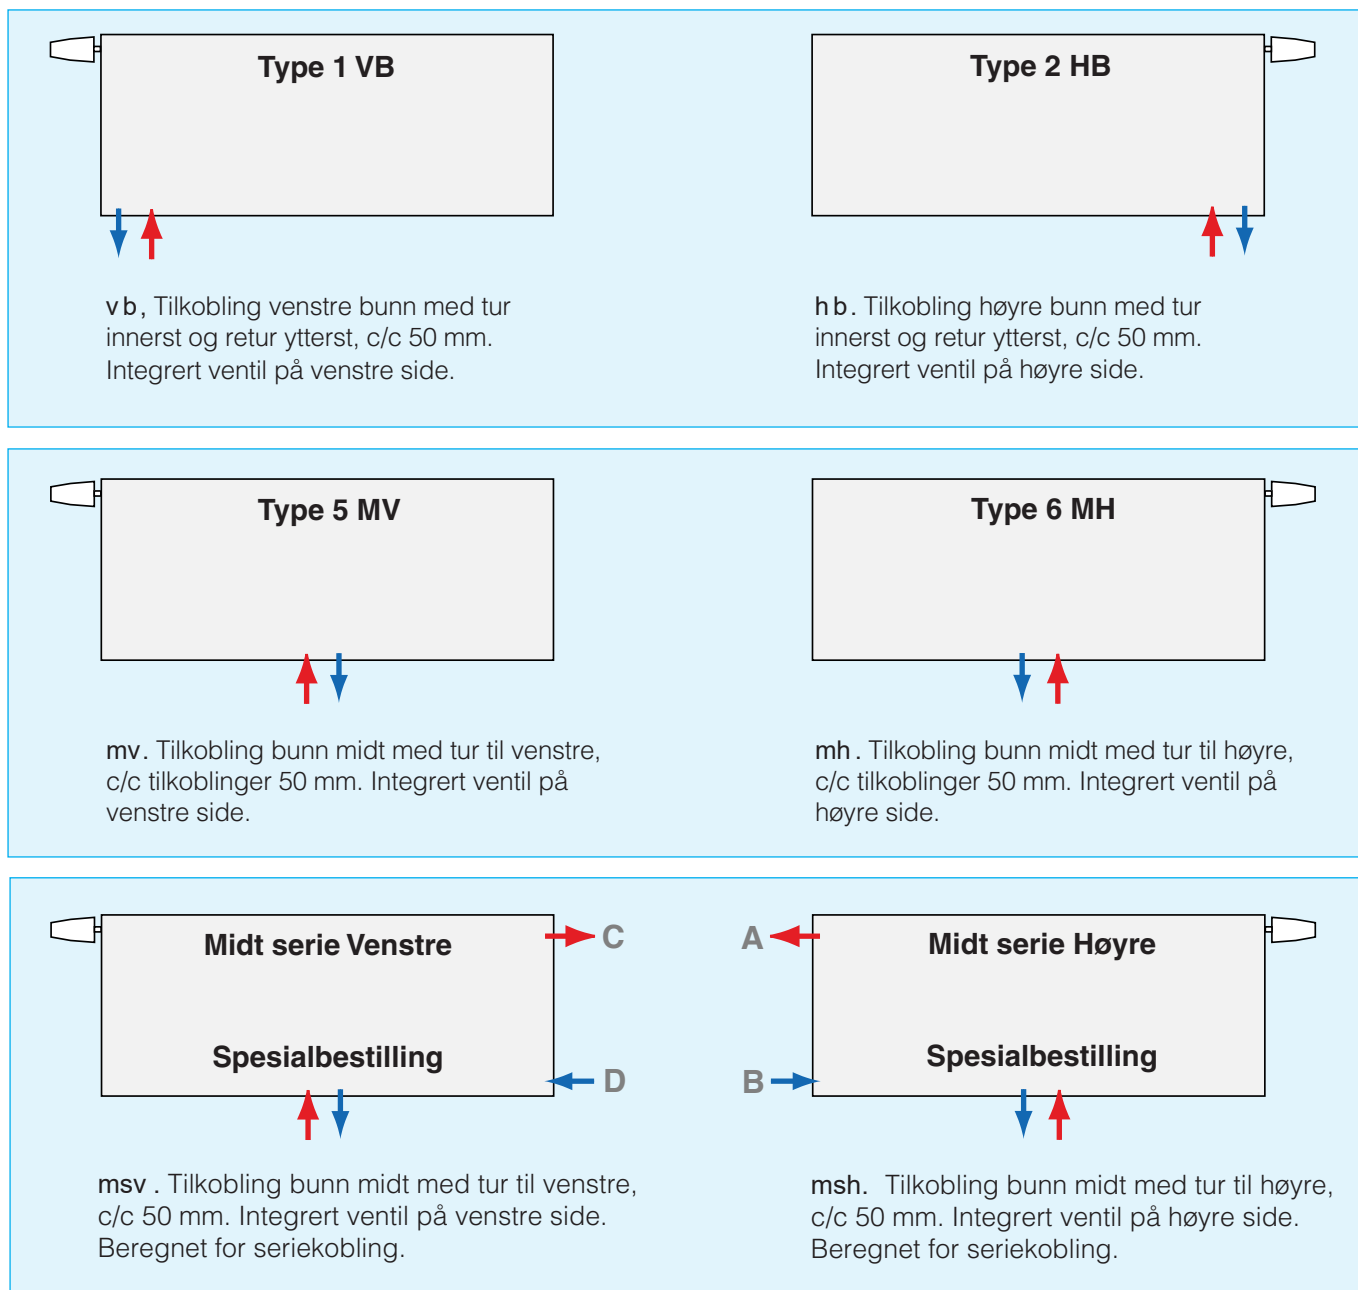 Type 1 VB
vb, Tilkobling venstre bunn med tur
innerst og retur ytterst, c/c 50 mm.
Integrert ventil på venstre side.
Type 2 HB
hb. Tilkobling høyre bunn med tur
innerst og retur ytterst, c/c 50 mm.
Integrert ventil på høyre side.
Type 5 MV
mv. Tilkobling bunn midt med tur til venstre,
c/c tilkoblinger 50 mm. Integrert ventil på
venstre side.
Type 6 MH
mh. Tilkobling bunn midt med tur til høyre,
c/c tilkoblinger 50 mm. Integrert ventil på
høyre side.
Midt serie Venstre
C
Spesialbestilling
D
msv . Tilkobling bunn midt med tur til venstre,
c/c 50 mm. Integrert ventil på venstre side.
Beregnet for seriekobling.
A
Midt serie Høyre
Spesialbestilling
B
msh. Tilkobling bunn midt med tur til høyre,
c/c 50 mm. Integrert ventil på høyre side.
Beregnet for seriekobling.